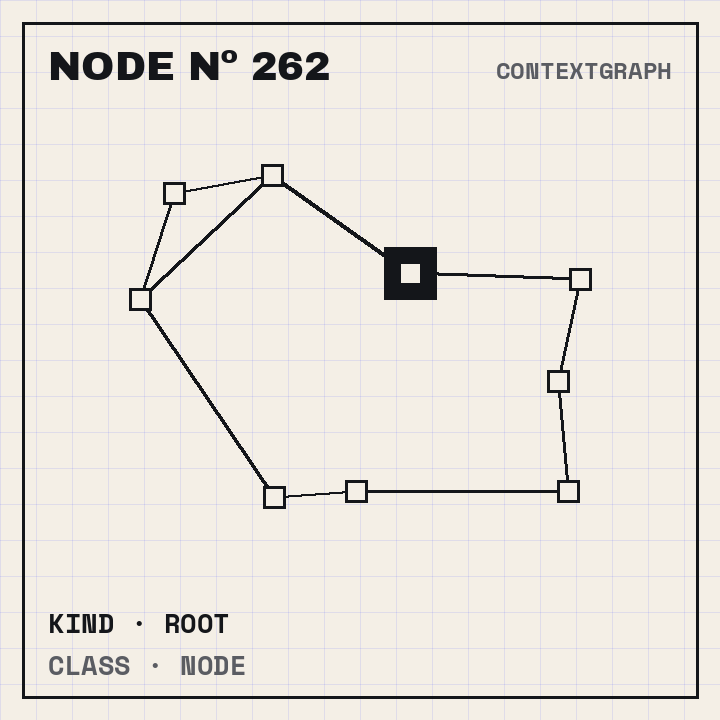 NODE Nº 262
CONTEXTGRAPH
KIND · ROOT
CLASS · NODE